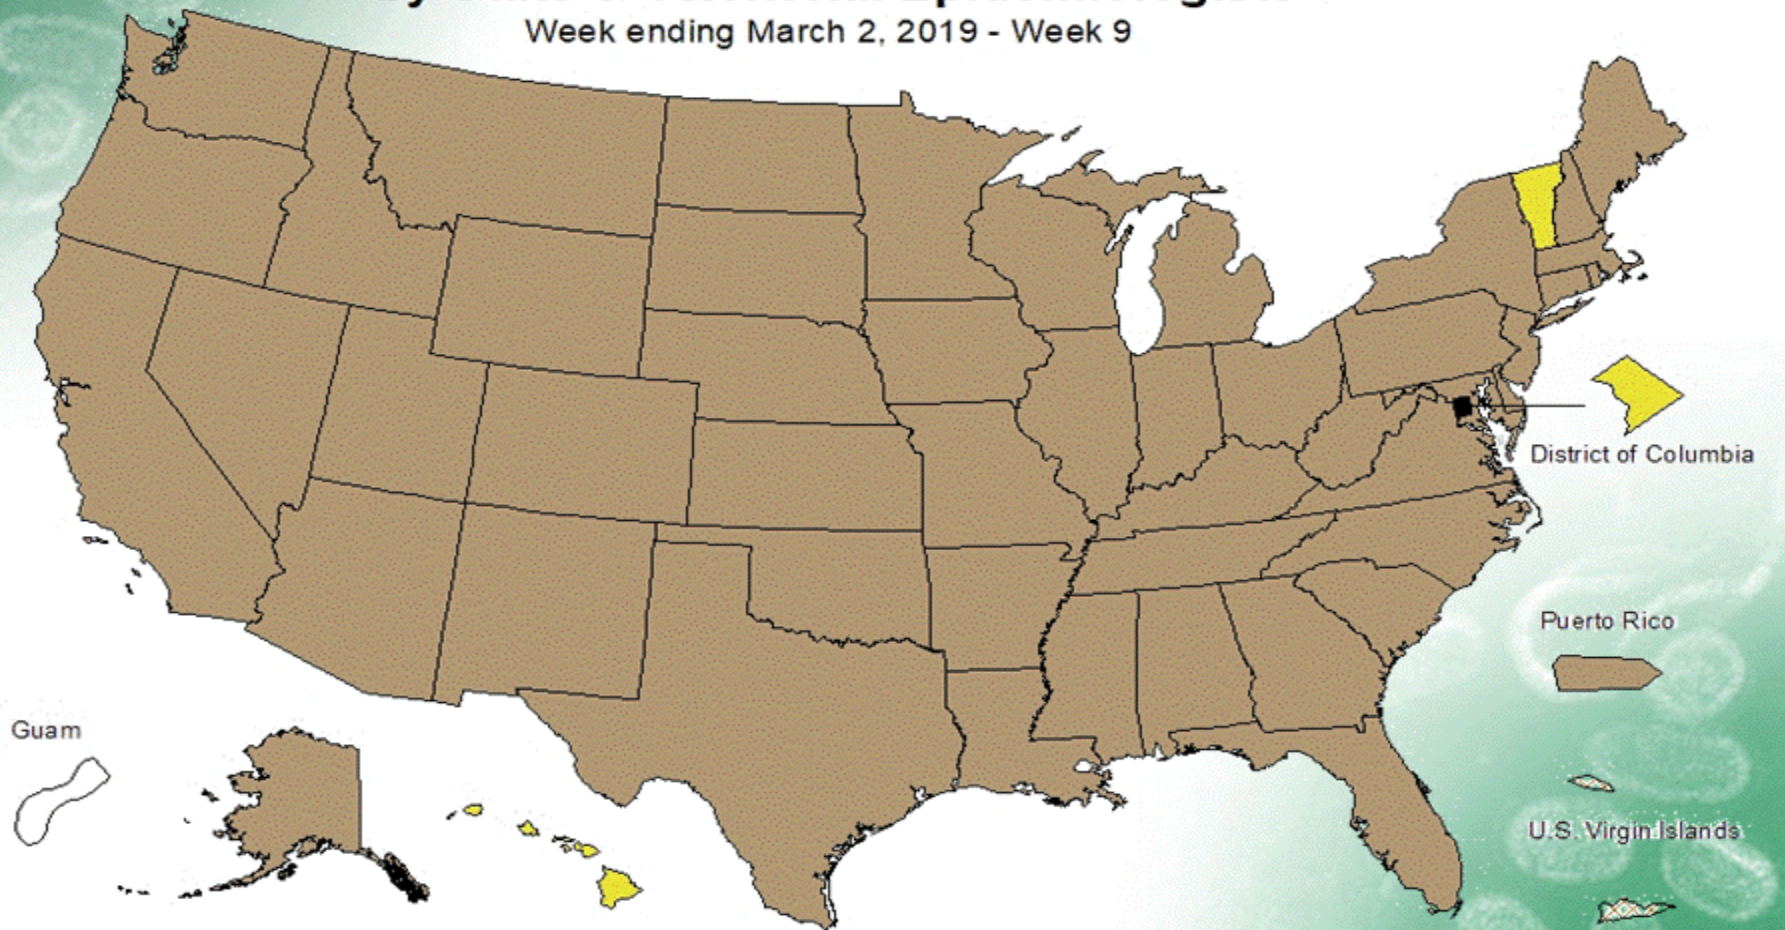 Week ending March 2, 2019 - Week 9
District of Columbia
Puerto Rico
Guam
U.S. Virgin Islands